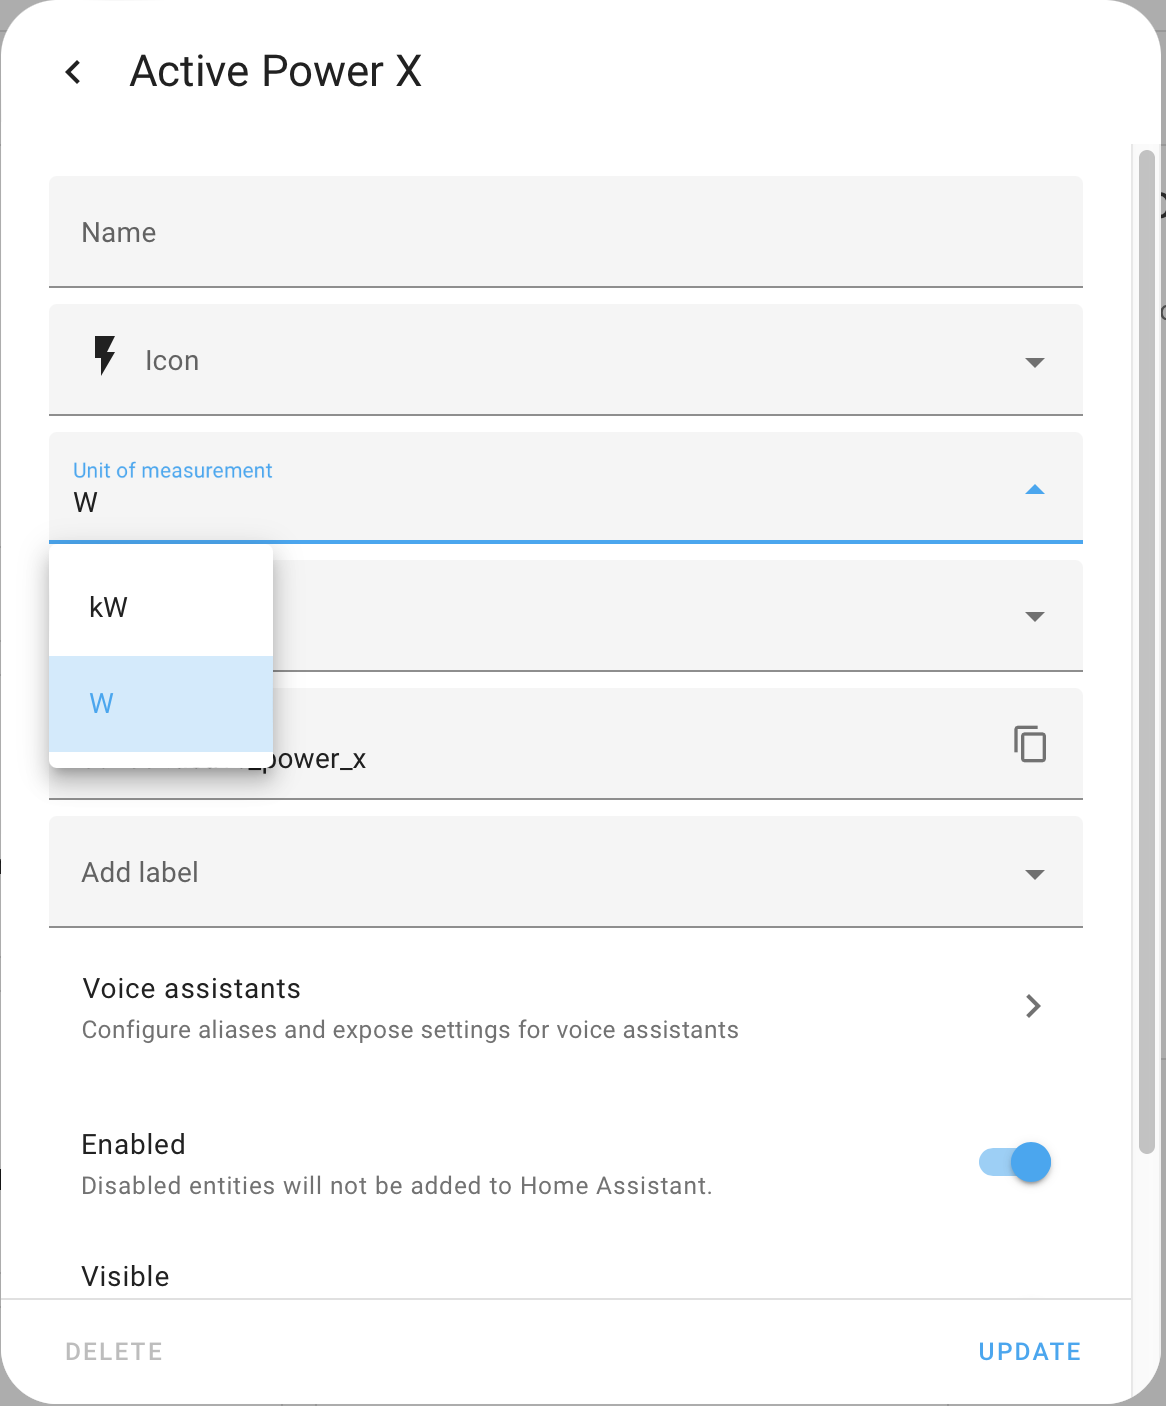 Active Power X
Name
Icon
Unit of measurement
W
kW
W
_power_x
Add label
Voice assistants
Configure aliases and expose settings for voice assistants
Enabled
Disabled entities will not be added to Home Assistant.
Visible
DELETE
UPDATE